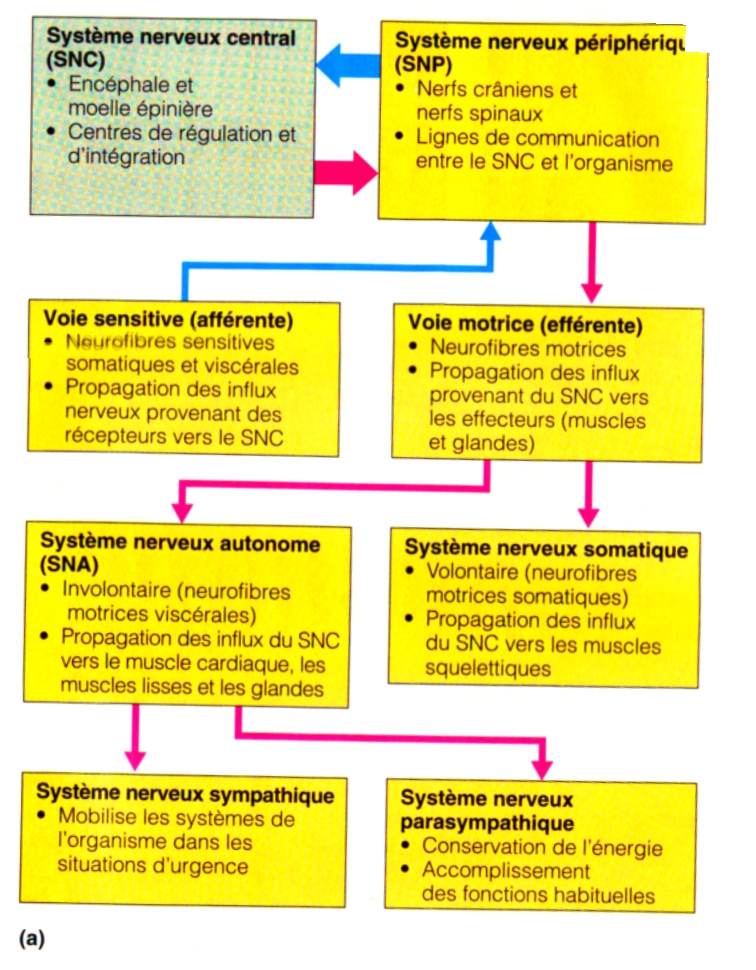 Système nerveux central
(SNC)
• Encéphale et
moelle épinière
• Centres de régulation et
d'intégration
Système nerveux périphériqu
(SNP)
• Nerfs crâniens et
nerfs spinaux
• Lignes de communication
entre le SNC et l'organisme
Voie sensitive (afférente)
• Neurofibres sensitives
somatiques et viscérales
• Propagation des influx
nerveux provenant des
récepteurs vers le SNC
Voie motrice (efférente)
• Neurofibres motrices
• Propagation des influx
provenant du SNC vers
les effecteurs (muscles
et glandes)
Système nerveux autonome
(SNA)
• Involontaire (neurofibres
motrices viscérales)
• Propagation des influx du SNC
vers le muscle cardiaque, les
muscles lisses et les glandes
Système nerveux somatique
• Volontaire (neurofibres
motrices somatiques)
• Propagation des influx
du SNC vers les muscles
squelettiques
Système nerveux sympathique
• Mobilise les systèmes de
l'organisme dans les
situations d'urgence
Système nerveux
parasympathique
• Conservation de l'énergie
• Accomplissement
des fonctions habituelles
(a)